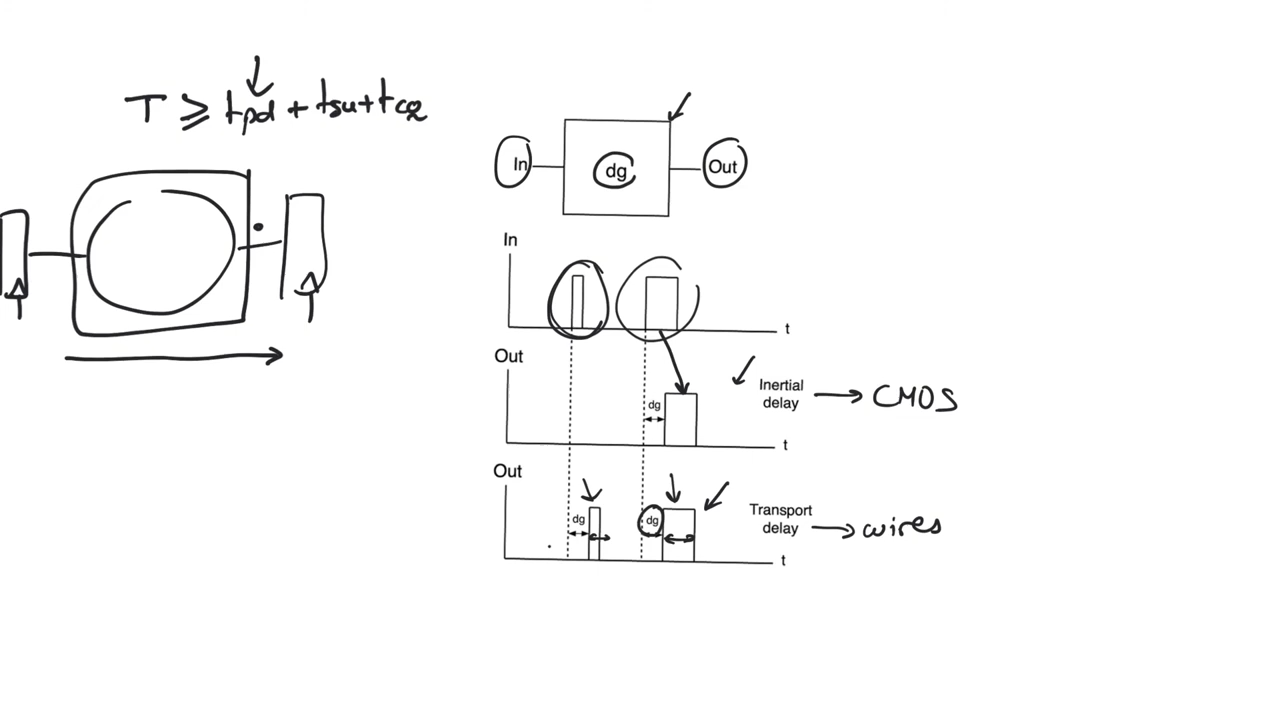 T ≥ tpd + tsu + tcq
In
dg
Out
In
t
Out
dg
t
Inertial
delay
CMOS
Out
dg
dg
t
Transport
delay
wires